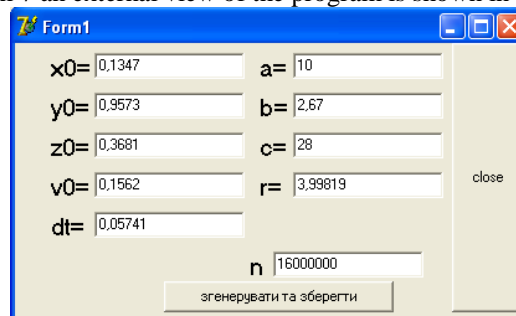 an external view of the program is shown in
Form1
x0= 0,1347 a= 10
y0= 0,9573 b= 2,67
z0= 0,3681 c= 28
v0= 0,1562 r= 3,99819
close
dt= 0,05741
n 16000000
згенерувати та зберегти